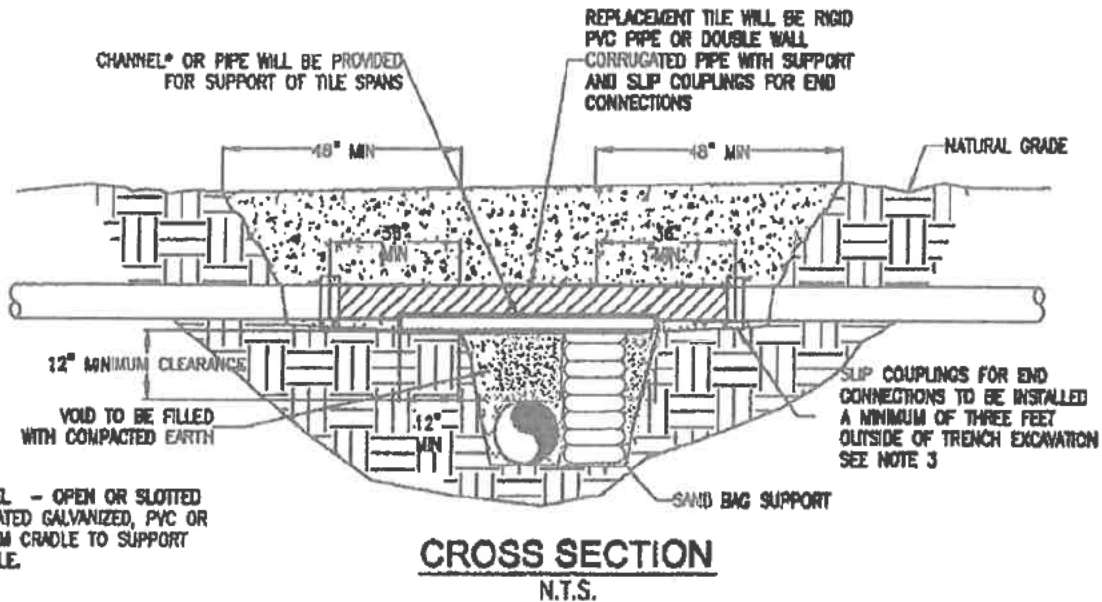 REPLACEMENT TILE WILL BE RIGID
PVC PIPE OR DOUBLE WALL
CORRUGATED PIPE WITH SUPPORT
AND SLIP COUPLINGS FOR END
CONNECTIONS
CHANNEL* OR PIPE WILL BE PROVIDED
FOR SUPPORT OF TILE SPANS
48" MIN
48" MIN
NATURAL GRADE
MIN
MIN
12" MINIMUM CLEARANCE
VOID TO BE FILLED
WITH COMPACTED EARTH
12"
MIN
SLIP COUPLINGS FOR END
CONNECTIONS TO BE INSTALLED
A MINIMUM OF THREE FEET
OUTSIDE OF TRENCH EXCAVATION
SEE NOTE 3
SAND BAG SUPPORT
- OPEN OR SLOTTED
GALVANIZED, PVC OR
CRADLE TO SUPPORT
CROSS SECTION
N.T.S.